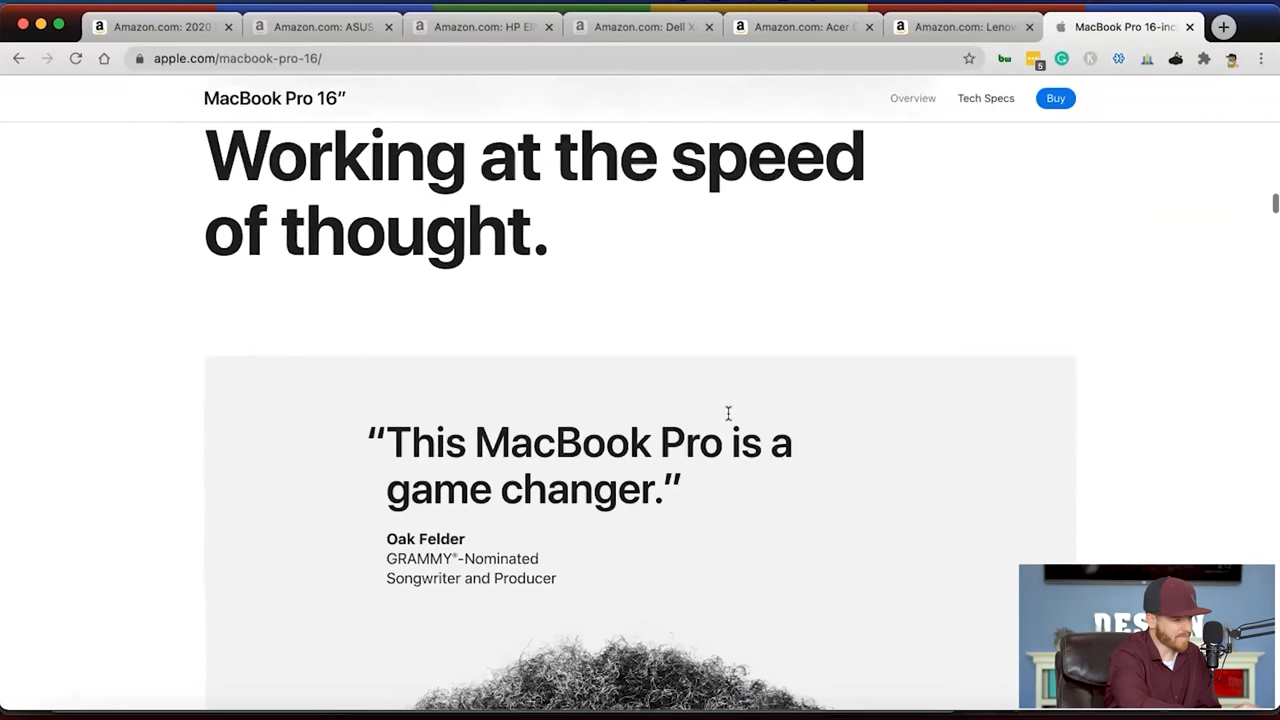 Amazon.com: 2020
Amazon.com: ASUS
Amazon.com: HP El
Amazon.com: Dell X
Amazon.com: Acer
Amazon.com: Lenov
MacBook Pro 16-inc
apple.com/macbook-pro-16/
5
MacBook Pro 16”
Overview
Tech Specs
Buy
Working at the speed
of thought.
“This MacBook Pro is a
game changer.”
Oak Felder
GRAMMY®-Nominated
Songwriter and Producer